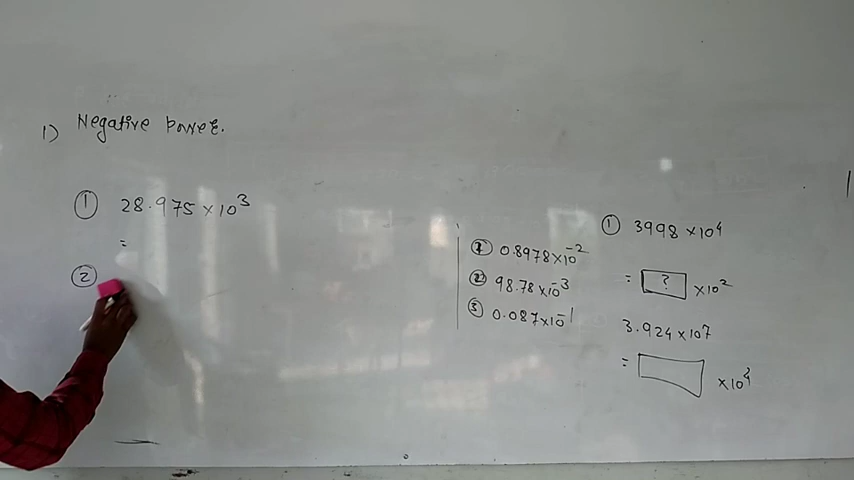 1) Negative Power.
① 28.975 × 10³
=
②
① 0.8978 × 10⁻²
② 98.78 × 10⁻³
③ 0.087 × 10⁻¹
① 3998 × 10⁴
= ? × 10²
3.924 × 10⁷
= × 10⁴